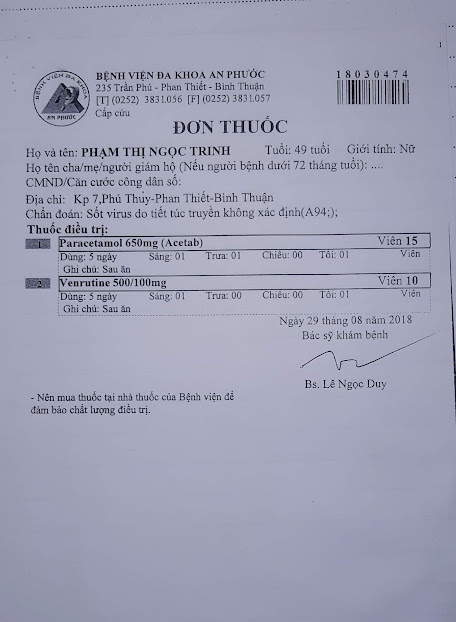 BỆNH VIỆN ĐA KHOA AN PHƯỚC
BỆNH VIỆN ĐA KHOA
AN PHƯỚC
235 Trần Phú - Phan Thiết - Bình Thuận
[T] (0252) 3831.056 [F] (0252) 3831.057
Cấp cứu
18030474
ĐƠN THUỐC
Họ và tên: PHẠM THỊ NGỌC TRINH Tuổi: 49 tuổi Giới tính: Nữ
Họ tên cha/mẹ/người giám hộ (Nếu người bệnh dưới 72 tháng tuổi): ....
CMND/Căn cước công dân số:
Địa chỉ: Kp 7,Phú Thủy-Phan Thiết-Bình Thuận
Chẩn đoán: Sốt virus do tiết túc truyền không xác định(A94;);
Thuốc điều trị:
1 Paracetamol 650mg (Acetab) Viên 15
Dùng: 5 ngày Sáng: 01 Trưa: 01 Chiều: 00 Tối: 01 Viên
Ghi chú: Sau ăn
2 Venrutine 500/100mg Viên 10
Dùng: 5 ngày Sáng: 01 Trưa: 00 Chiều: 00 Tối: 01 Viên
Ghi chú: Sau ăn
Ngày 29 tháng 08 năm 2018
Bác sỹ khám bệnh
Bs. Lê Ngọc Duy
- Nên mua thuốc tại nhà thuốc của Bệnh viện để
đảm bảo chất lượng điều trị.